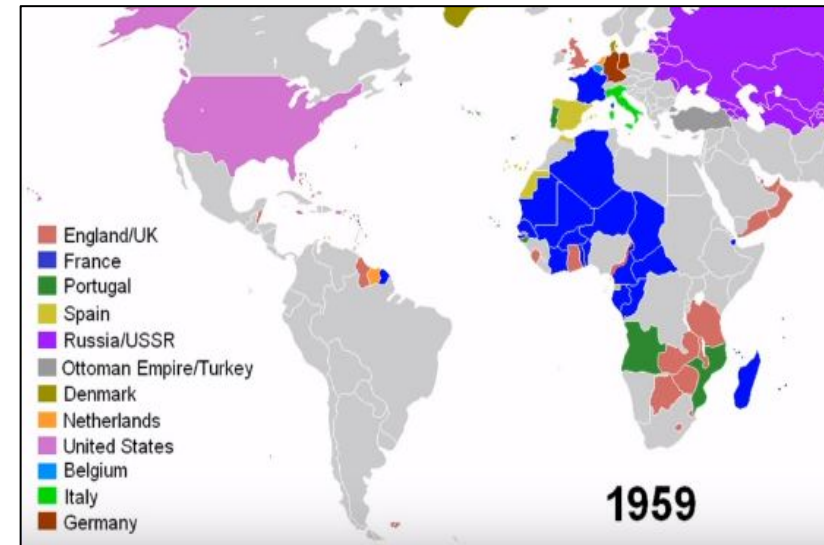 England/UK
France
Portugal
Spain
Russia/USSR
Ottoman Empire/Turkey
Denmark
Netherlands
United States
Belgium
Italy
Germany
1959